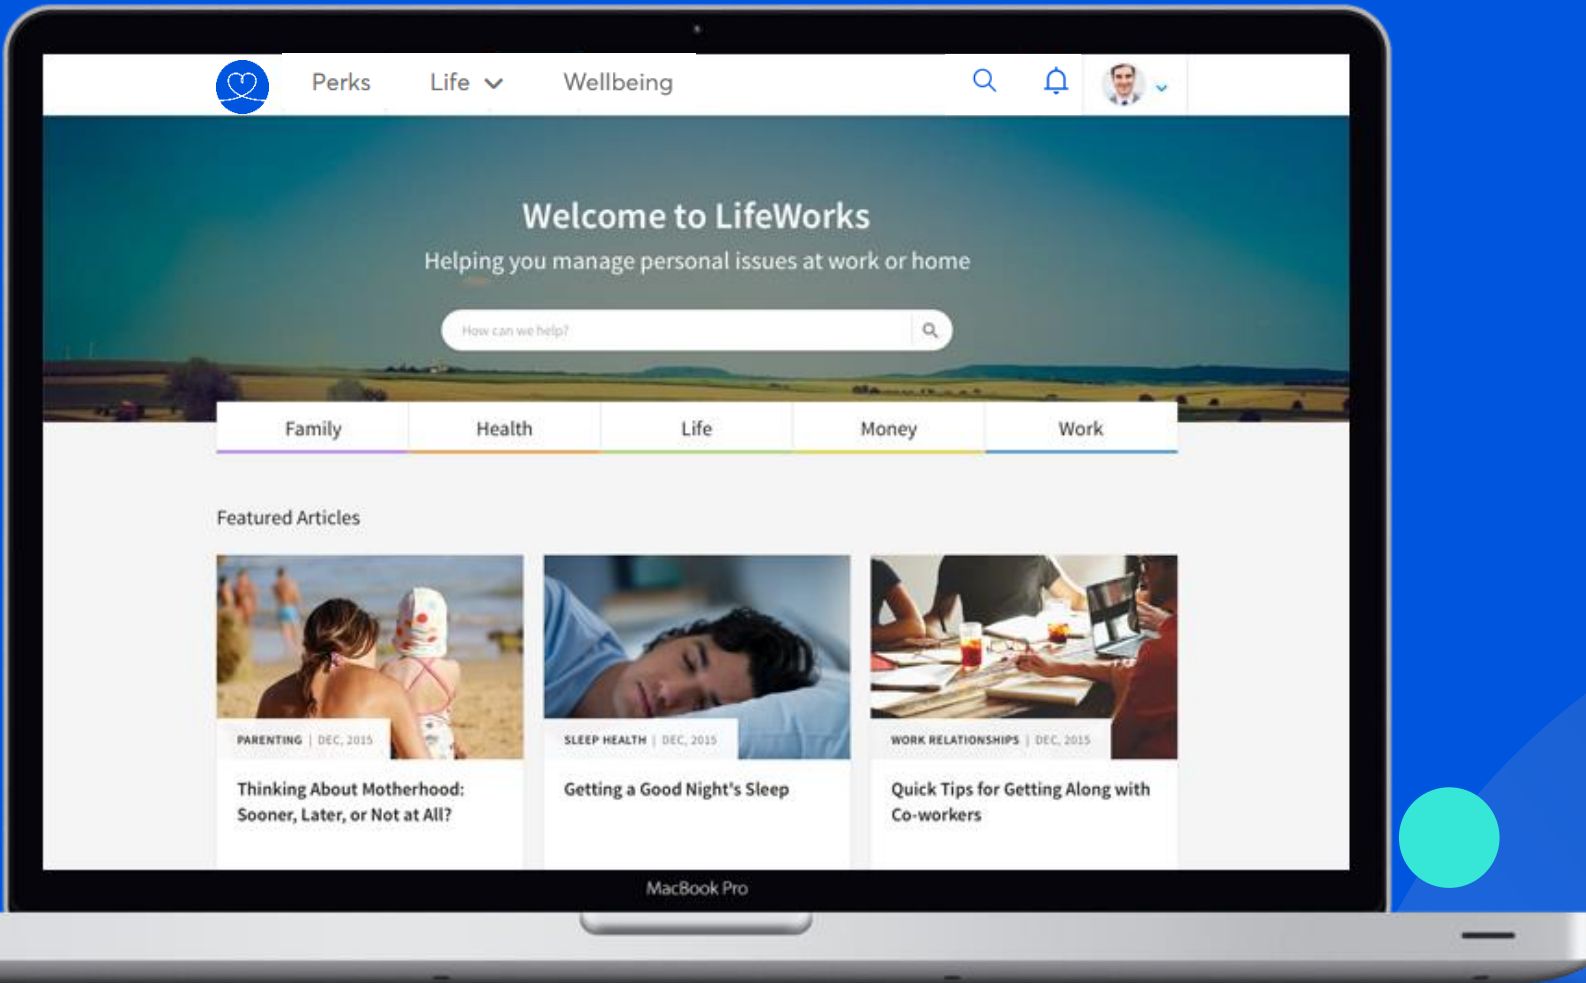 Perks Life Wellbeing
Welcome to LifeWorks
Helping you manage personal issues at work or home
How can we help?
Family Health Life Money Work
Featured Articles
PARENTING | DEC, 2015
Thinking About Motherhood:
Sooner, Later, or Not at All?
SLEEP HEALTH | DEC, 2015
Getting a Good Night's Sleep
WORK RELATIONSHIPS | DEC, 2015
Quick Tips for Getting Along with
Co-workers
MacBook Pro